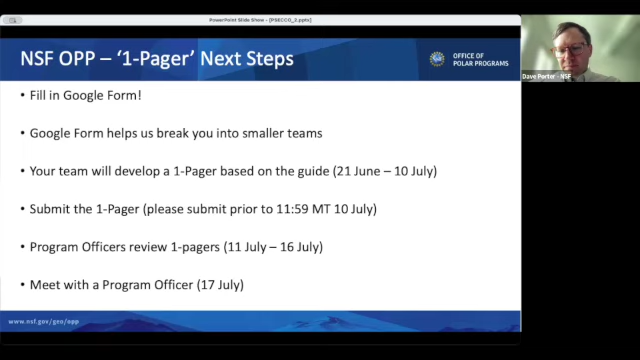 PowerPoint Slide Show - [PSECCO_2.pptx]
NSF OPP – ‘1-Pager’ Next Steps
OFFICE OF
POLAR PROGRAMS
Fill in Google Form!
Google Form helps us break you into smaller teams
Your team will develop a 1-Pager based on the guide (21 June – 10 July)
Submit the 1-Pager (please submit prior to 11:59 MT 10 July)
Program Officers review 1-pagers (11 July – 16 July)
Meet with a Program Officer (17 July)
www.nsf.gov/geo/opp
Dave Porter - NSF